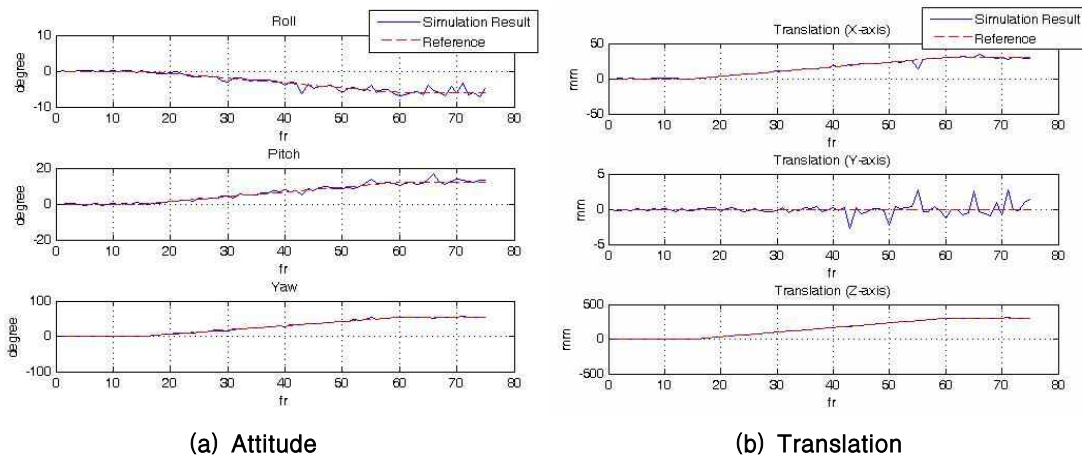 Roll
Simulation Result
Reference
10
0
-10
degree
0 10 20 30 40 50 60 70 80
fr
Pitch
20
0
-20
degree
0 10 20 30 40 50 60 70 80
fr
Yaw
100
0
-100
degree
0 10 20 30 40 50 60 70 80
fr
(a) Attitude
Translation (X-axis)
Simulation Result
Reference
50
0
-50
mm
0 10 20 30 40 50 60 70 80
fr
Translation (Y-axis)
5
0
-5
mm
0 10 20 30 40 50 60 70 80
fr
Translation (Z-axis)
500
0
-500
mm
0 10 20 30 40 50 60 70 80
fr
(b) Translation